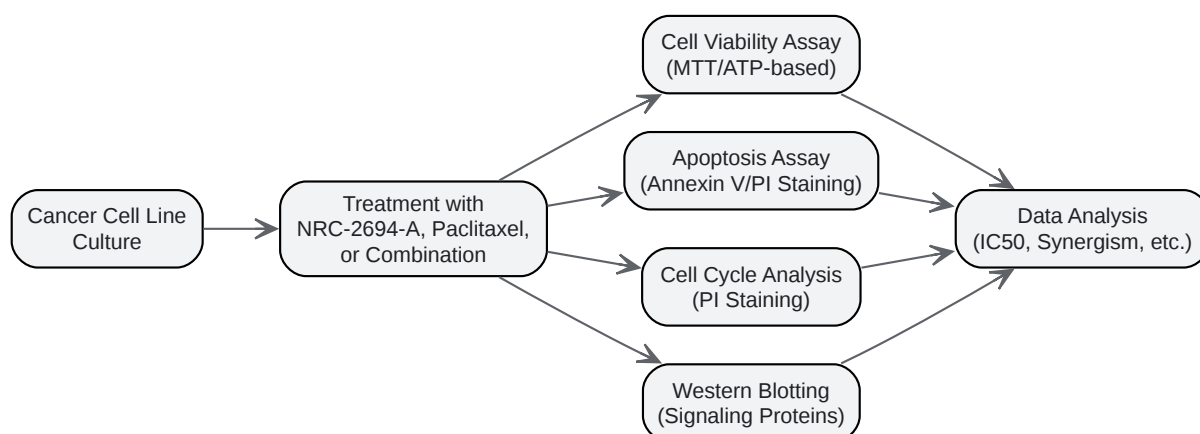 Cancer Cell Line
Culture
Treatment with
NRC-2694-A, Paclitaxel,
or Combination
Cell Viability Assay
(MTT/ATP-based)
Apoptosis Assay
(Annexin V/PI Staining)
Cell Cycle Analysis
(PI Staining)
Western Blotting
(Signaling Proteins)
Data Analysis
(IC50, Synergism, etc.)